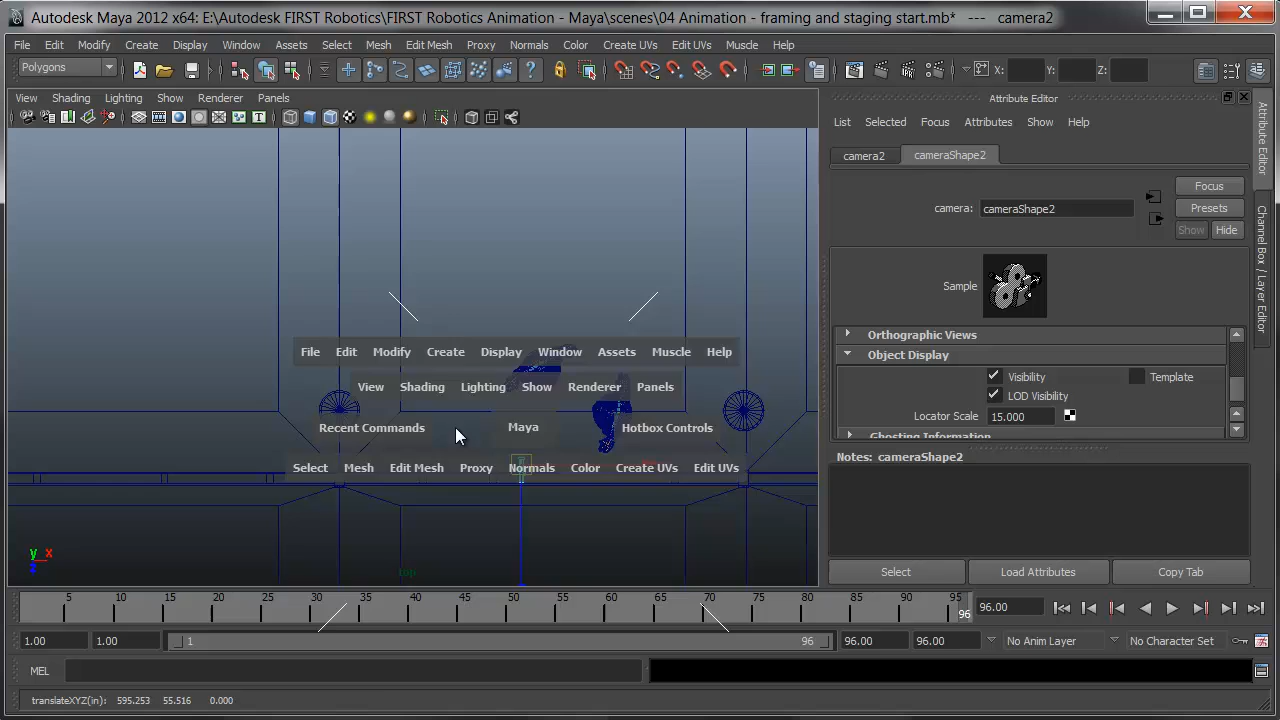 Autodesk Maya 2012 x64: E:\Autodesk FIRST Robotics\FIRST Robotics Animation - Maya\scenes\04 Anination - framing and staging start.mb*   ---   camera2
File Edit Modify Create Display Window Assets Select Mesh Edit Mesh Proxy Normals Color Create UVs Edit UVs Muscle Help
Polygons X: Y: Z:
View Shading Lighting Show Renderer Panels
Attribute Editor
List Selected Focus Attributes Show Help
camera2 cameraShape2
Focus
camera: cameraShape2 Presets
Show Hide
Sample
Orthographic Views
Object Display
Visibility Template
LOD Visibility
Locator Scale 15.000
Ghosting Information
Notes: cameraShape2
Select Load Attributes Copy Tab
Attribute Editor
Channel Box / Layer Editor
File Edit Modify Create Display Window Assets Muscle Help
View Shading Lighting Show Renderer Panels
Recent Commands Maya Hotbox Controls
Select Mesh Edit Mesh Proxy Normals Color Create UVs Edit UVs
y x
z
top
5 10 15 20 25 30 35 40 45 50 55 60 65 70 75 80 85 90 95
96 96.00
1.00 1.00 1 96 96.00 96.00 No Anim Layer No Character Set
MEL
translateXYZ(in): 595.253 55.516 0.000